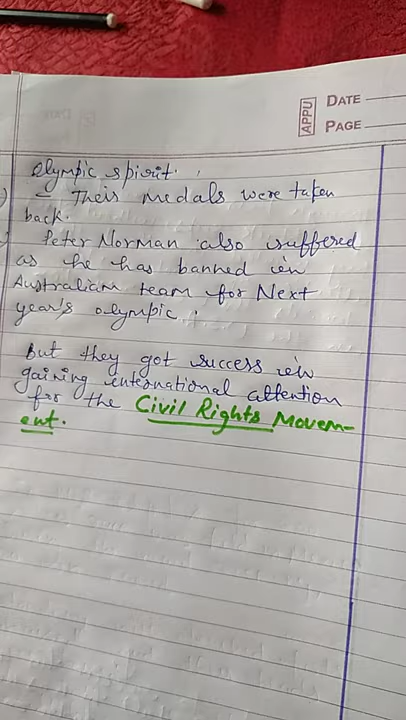 APPU
DATE
PAGE
Olympic spirit.
- Their medals were taken
back.
Peter Norman also suffered
as he has banned in
Australian team for Next
year's olympic.
But they got success in
gaining international attention
for the Civil Rights Movem-
ent.